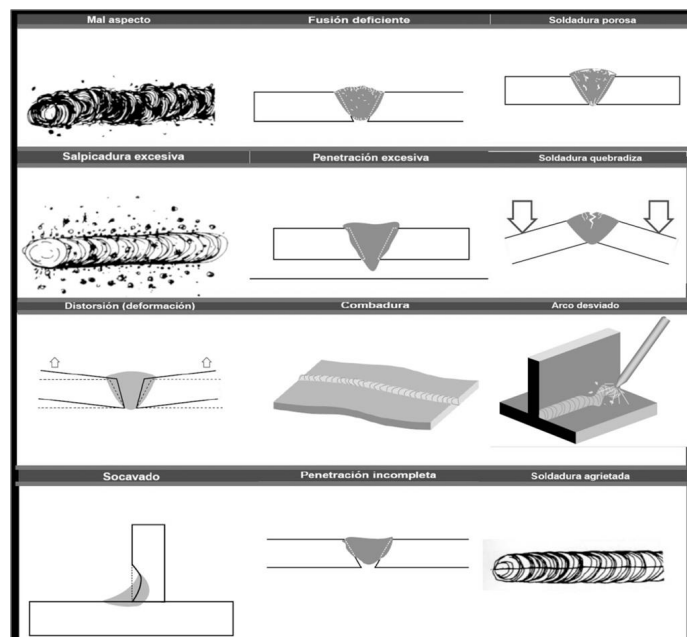 Mal aspecto
Fusión deficiente
Soldadura porosa
Salpicadura excesiva
Penetración excesiva
Soldadura quebradiza
Distorsión (deformación)
Combadura
Arco desviado
Socavado
Penetración incompleta
Soldadura agrietada